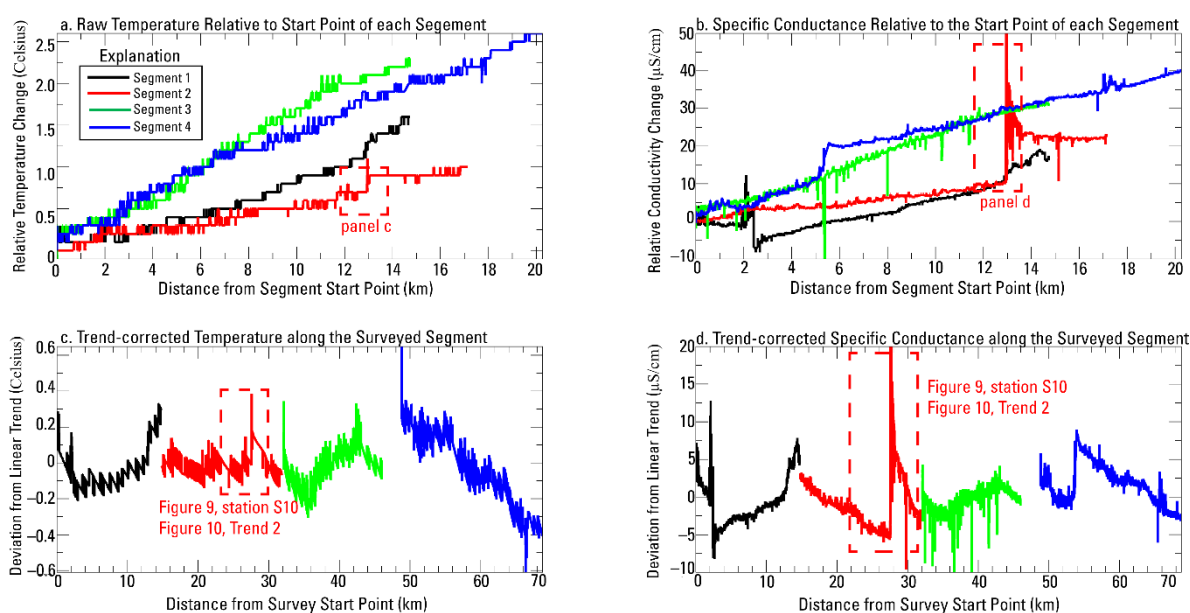 a. Raw Temperature Relative to Start Point of each Segement
2.5
2.0
1.5
1.0
0.5
0
Relative Temperature Change (Celsius)
Explanation
Segment 1
Segment 2
Segment 3
Segment 4
panel c
0 2 4 6 8 10 12 14 16 18 20
Distance from Segment Start Point (km)
b. Specific Conductance Relative to the Start Point of each Segement
50
40
30
20
10
0
−10
Relative Conductivity Change (µS/cm)
panel d
0 2 4 6 8 10 12 14 16 18 20
Distance from Segment Start Point (km)
c. Trend-corrected Temperature along the Surveyed Segment
0.6
0.4
0.2
0
−0.2
−0.4
−0.6
Deviation from Linear Trend (Celsius)
Figure 9, station S10
Figure 10, Trend 2
0 10 20 30 40 50 60 70
Distance from Survey Start Point (km)
d. Trend-corrected Specific Conductance along the Surveyed Segment
20
15
10
5
0
−5
−10
Deviation from Linear Trend (µS/cm)
Figure 9, station S10
Figure 10, Trend 2
0 10 20 30 40 50 60 70
Distance from Survey Start Point (km)